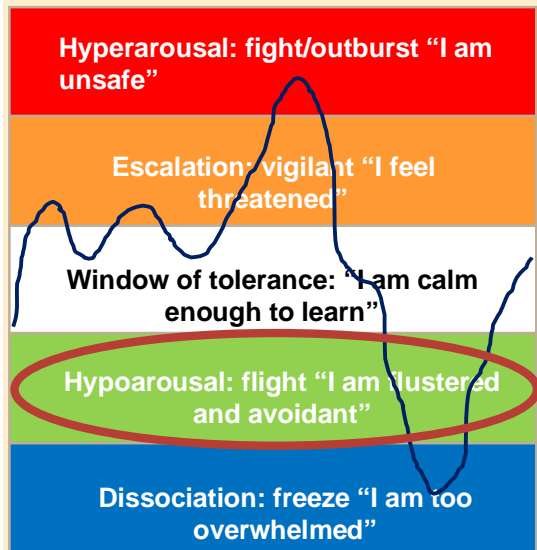 Hyperarousal: fight/outburst “I am
unsafe”
Escalation: vigilant “I feel
threatened”
Window of tolerance: “I am calm
enough to learn”
Hypoarousal: flight “I am flustered
and avoidant”
Dissociation: freeze “I am too
overwhelmed”